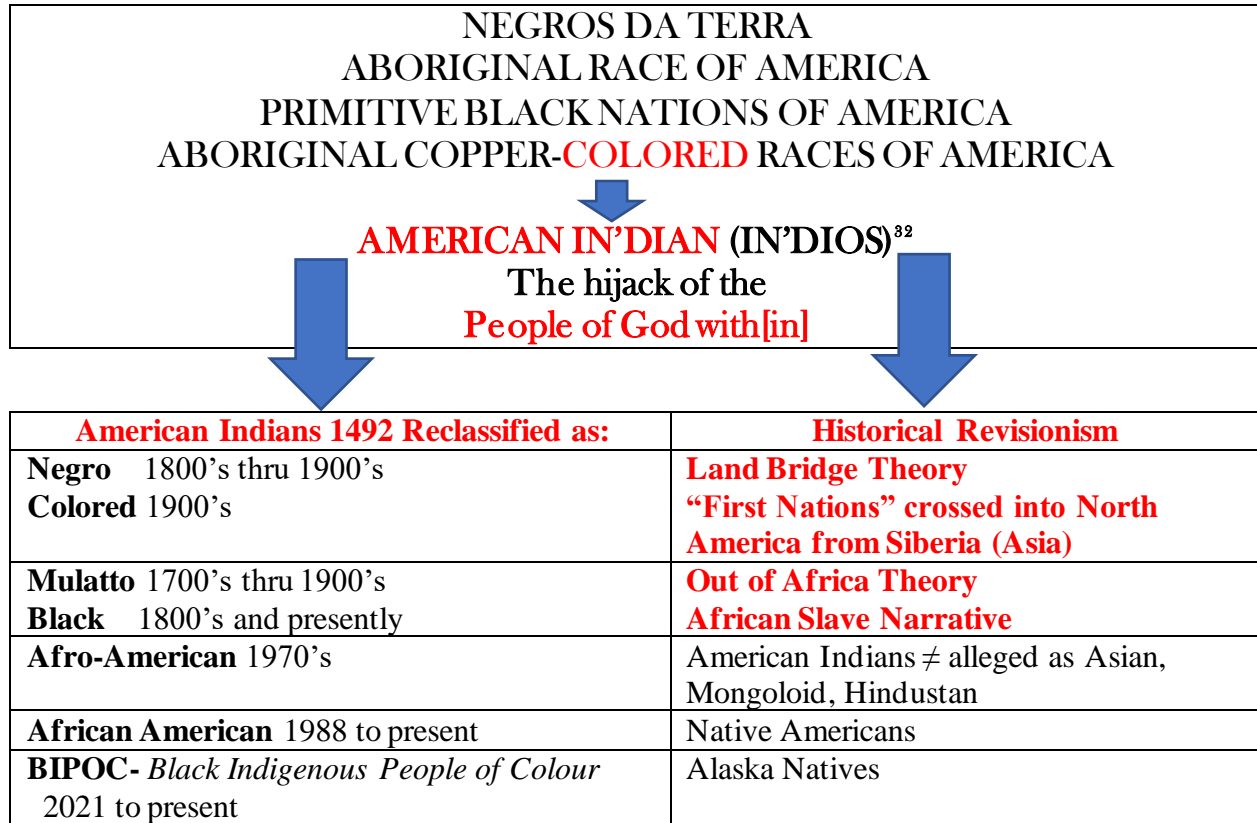 NEGROS DA TERRA
ABORIGINAL RACE OF AMERICA
PRIMITIVE BLACK NATIONS OF AMERICA
ABORIGINAL COPPER-COLORED RACES OF AMERICA
AMERICAN IN’DIAN (IN’DIOS)³²
The hijack of the
People of God with[in]
American Indians 1492 Reclassified as:
Historical Revisionism
Negro 1800’s thru 1900’s
Colored 1900’s
Land Bridge Theory
“First Nations” crossed into North
America from Siberia (Asia)
Mulatto 1700’s thru 1900’s
Black 1800’s and presently
Out of Africa Theory
African Slave Narrative
Afro-American 1970’s
American Indians ≠ alleged as Asian,
Mongoloid, Hindustan
African American 1988 to present
Native Americans
BIPOC- Black Indigenous People of Colour
2021 to present
Alaska Natives